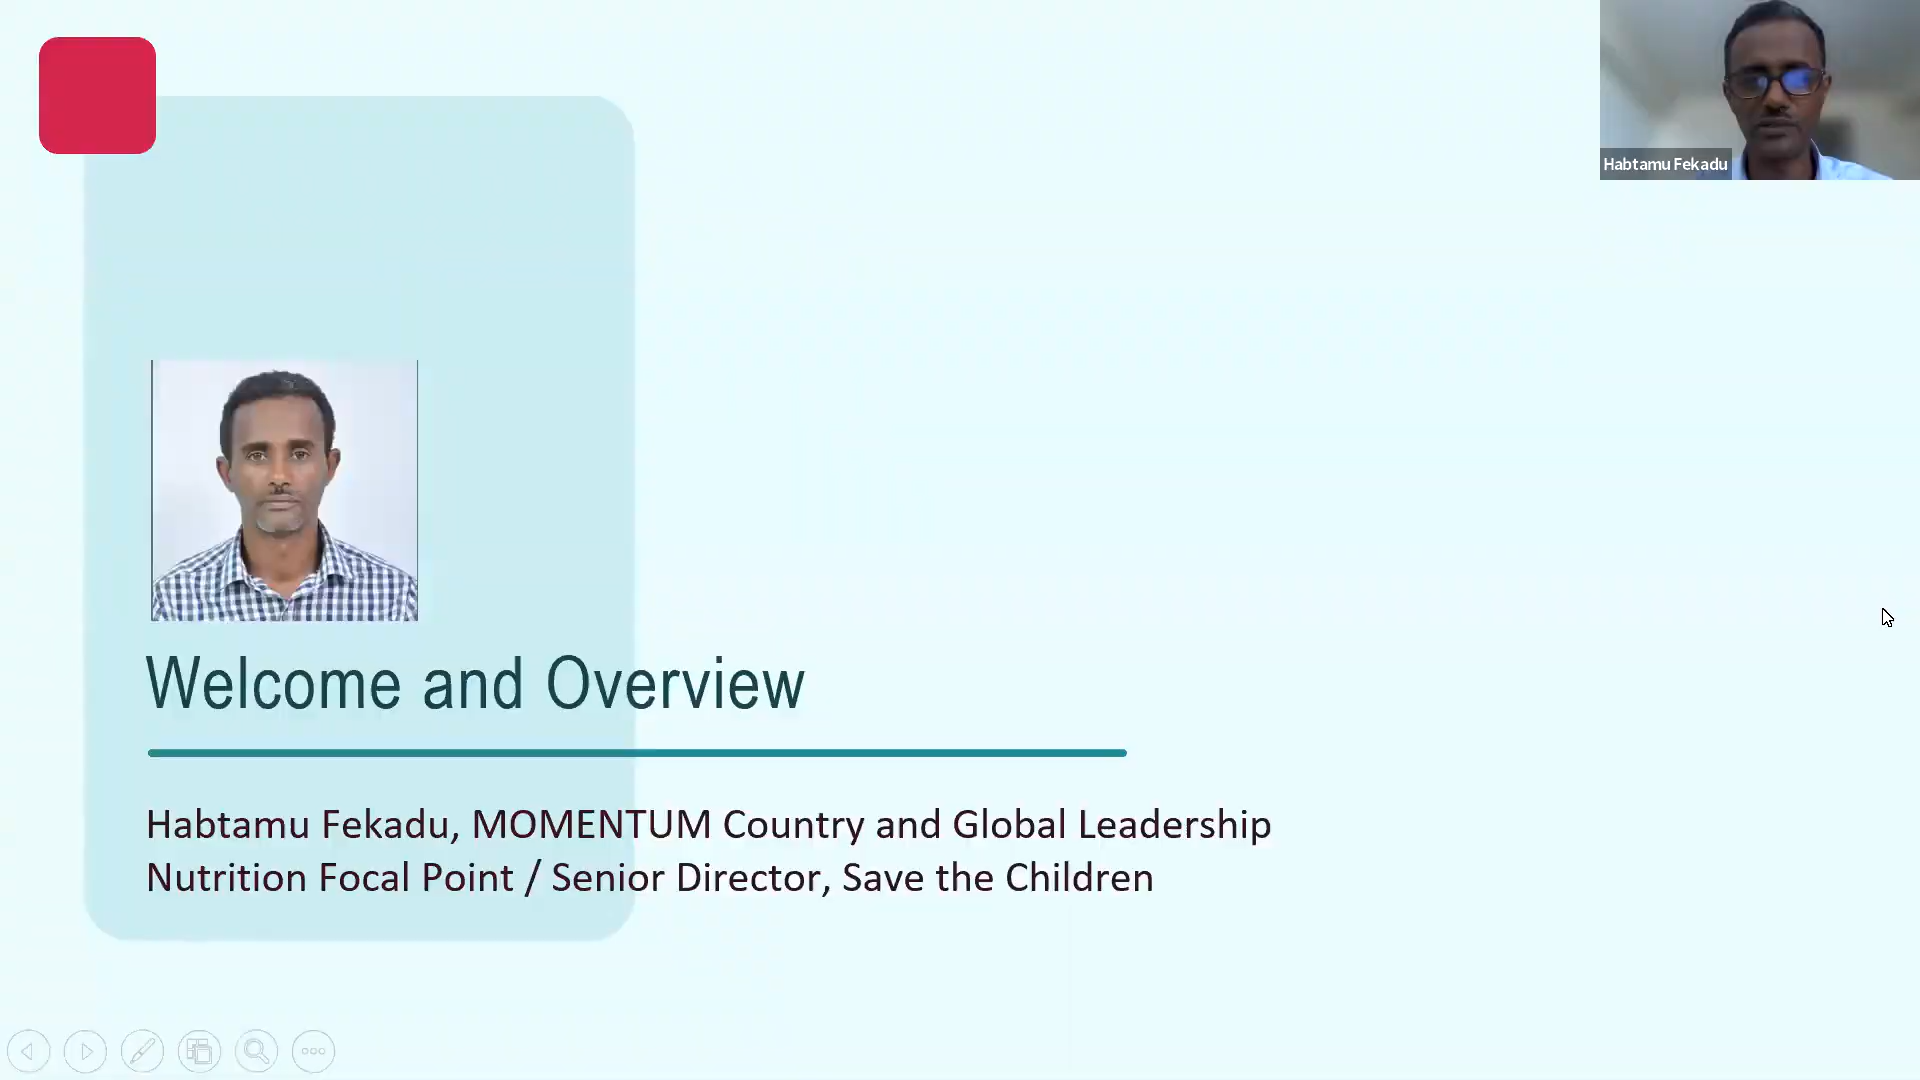 Habtamu Fekadu
Welcome and Overview
Habtamu Fekadu, MOMENTUM Country and Global Leadership
Nutrition Focal Point / Senior Director, Save the Children